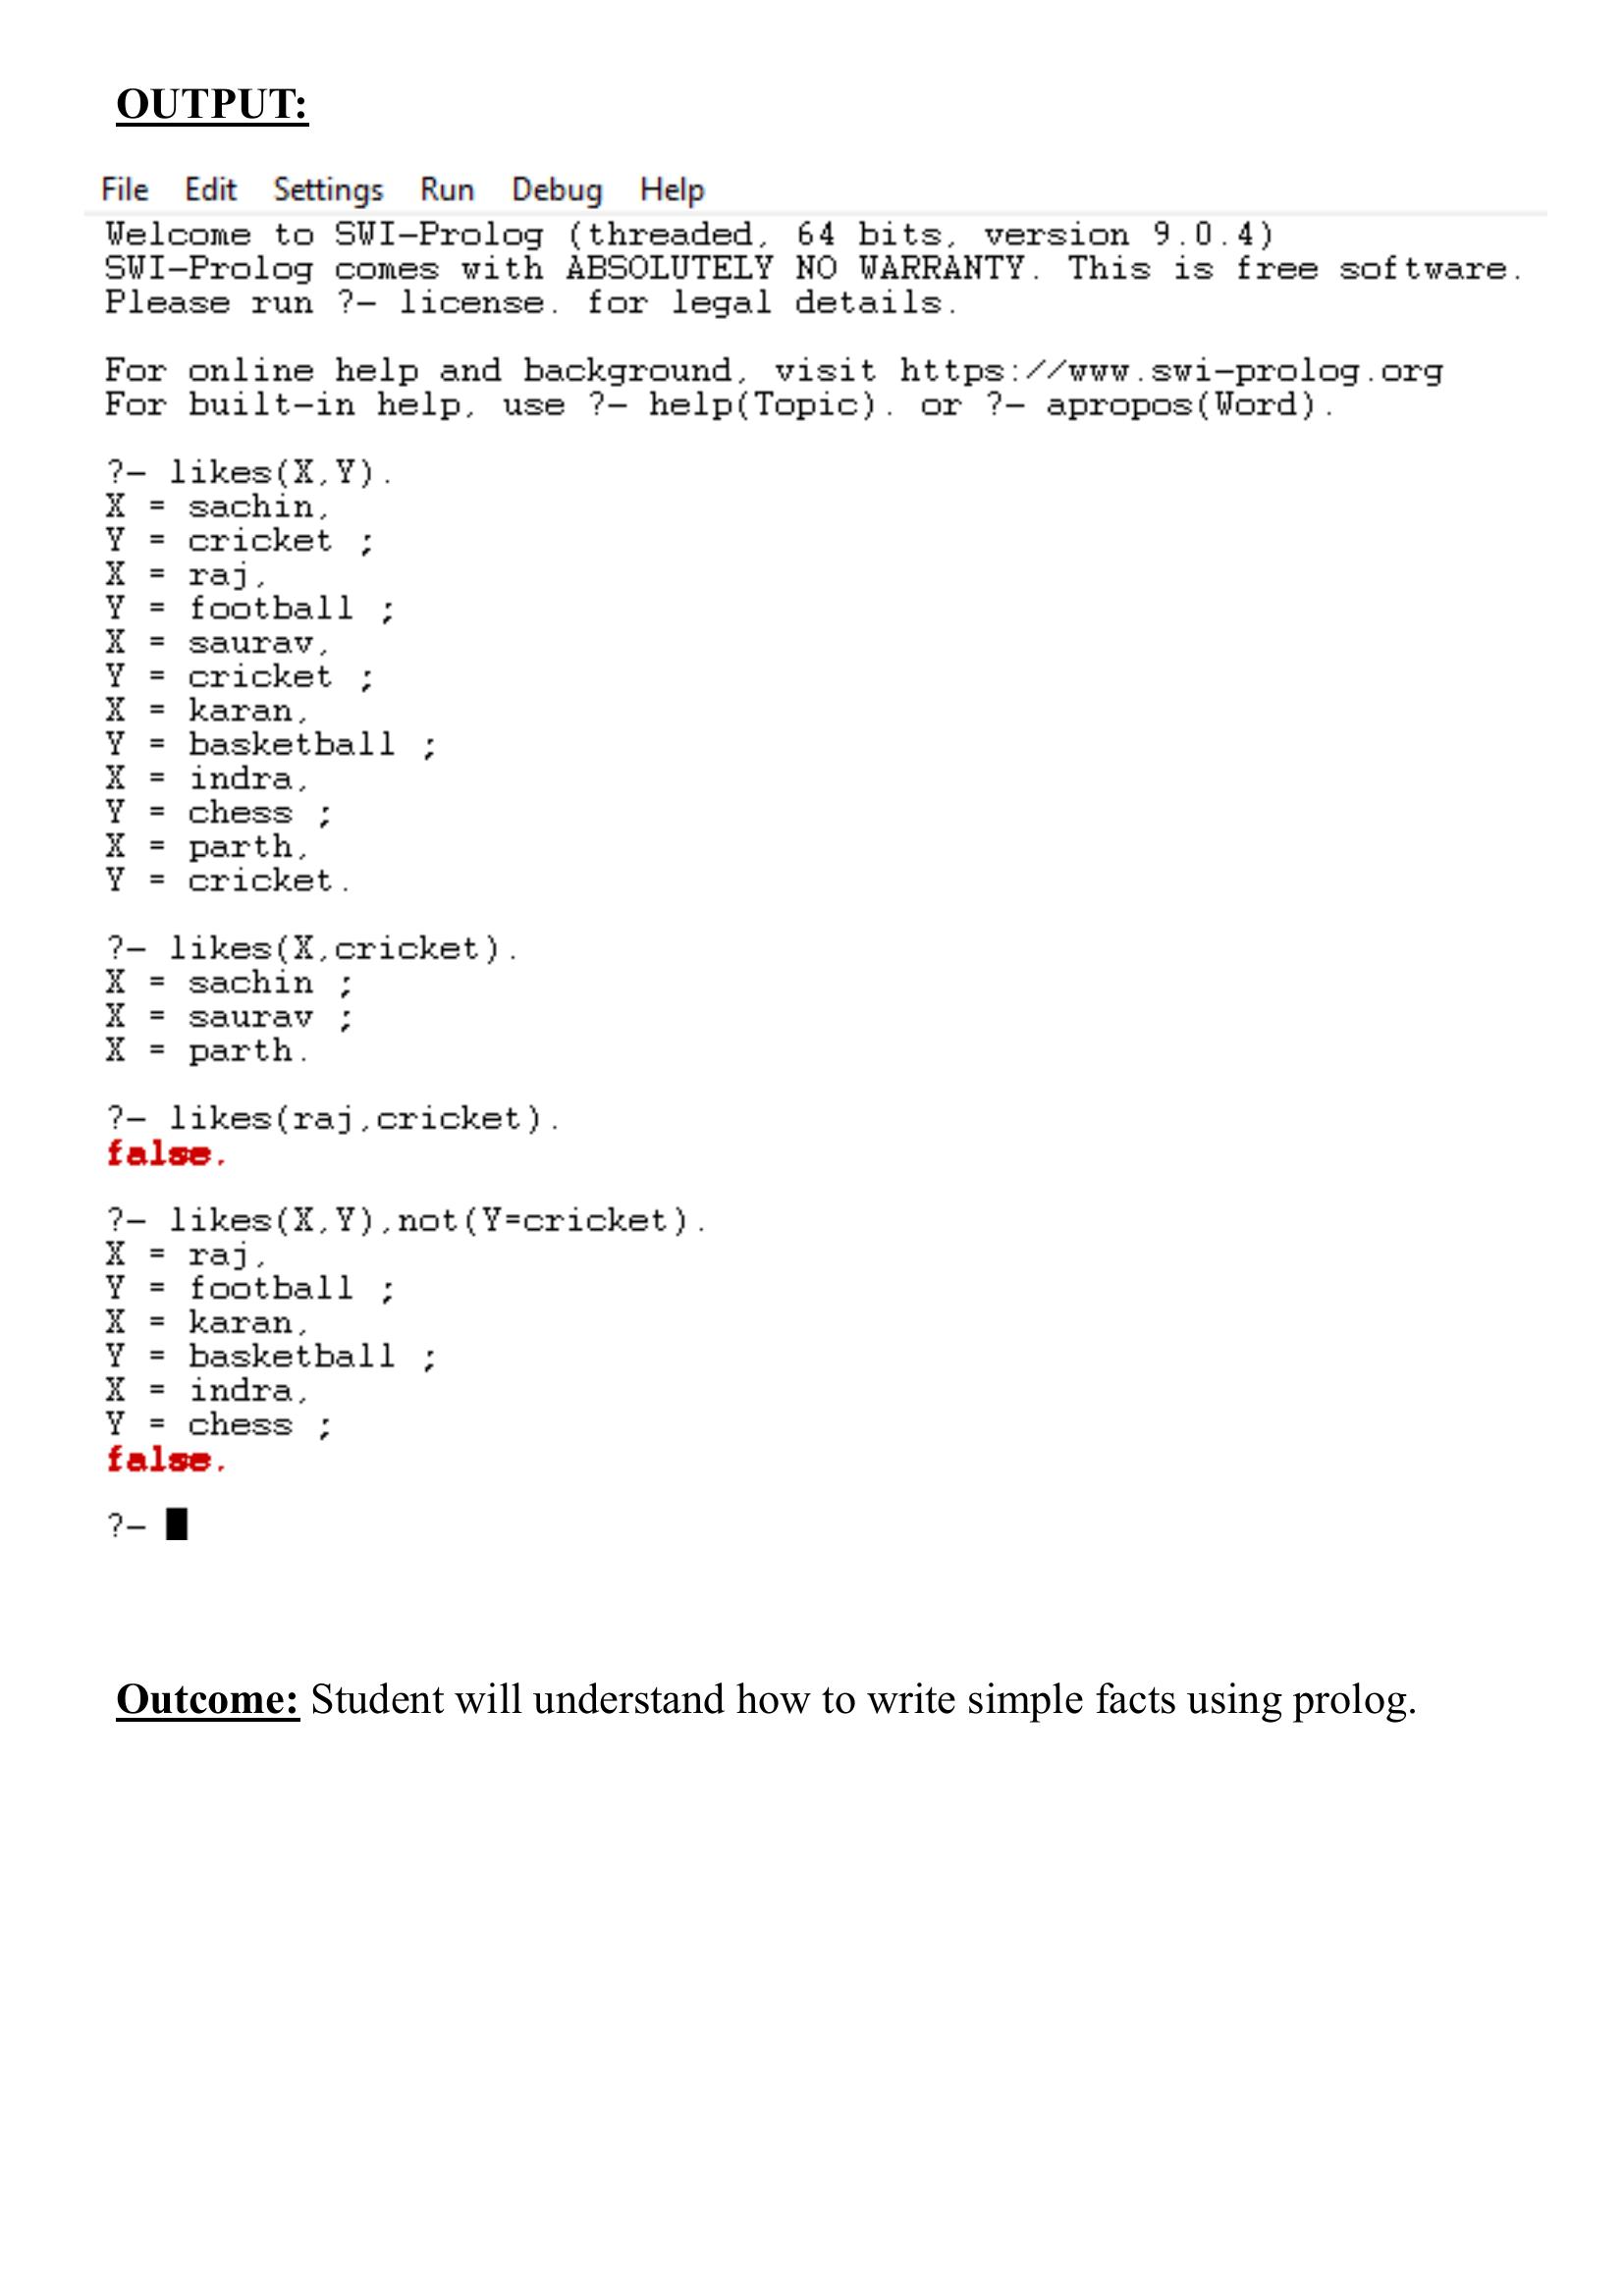 OUTPUT:
File Edit Settings Run Debug Help
Welcome to SWI-Prolog (threaded, 64 bits, version 9.0.4)
SWI-Prolog comes with ABSOLUTELY NO WARRANTY. This is free software.
Please run ?- license. for legal details.
For online help and background, visit https://www.swi-prolog.org
For built-in help, use ?- help(Topic). or ?- apropos(Word).
?- likes(X,Y).
X = sachin,
Y = cricket ;
X = raj,
Y = football ;
X = saurav,
Y = cricket ;
X = karan,
Y = basketball ;
X = indra,
Y = chess ;
X = parth,
Y = cricket.
?- likes(X,cricket).
X = sachin ;
X = saurav ;
X = parth.
?- likes(raj,cricket).
false.
?- likes(X,Y),not(Y=cricket).
X = raj,
Y = football ;
X = karan,
Y = basketball ;
X = indra,
Y = chess ;
false.
?-
Outcome: Student will understand how to write simple facts using prolog.